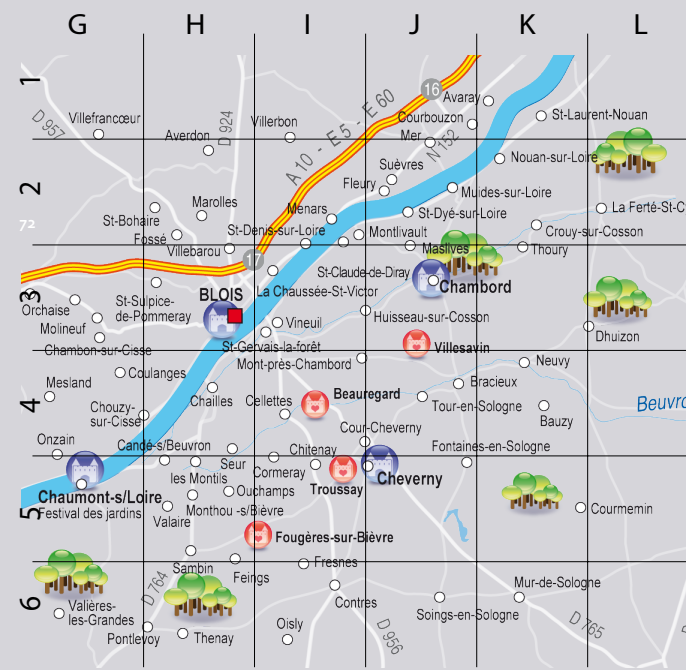 G H I J K L
1
16
Avaray
A 10 - E 5 - E 60
D 957
Villefrancœur
D 924
Villerbon
Courbouzon
St-Laurent-Nouan
Averdon
Mer
N 152
Nouan-sur-Loire
2
Suèvres
Fleury
Muides-sur-Loire
Marolles
Menars
La Ferté-St-C
St-Bohaire
St-Dyé-sur-Loire
72
St-Denis-sur-Loire
Montlivault
Crouy-sur-Cosson
Fossé
Villebarou
Maslives
Thoury
17
St-Claude-de-Diray
3
BLOIS
La Chaussée-St-Victor
Chambord
Orchaise
St-Sulpice-
de-Pommeray
Huisseau-sur-Cosson
Molineuf
Vineuil
Dhuizon
Chambon-sur-Cisse
St-Gervais-la-forêt
Villesavin
Mont-près-Chambord
Neuvy
Coulanges
Mesland
Bracieux
4
Chailles
Cellettes
Beauregard
Tour-en-Sologne
Beuvro
Chouzy-
sur-Cisse
Bauzy
Cour-Cheverny
Onzain
Candé-s/Beuvron
Chitenay
Fontaines-en-Sologne
Seur
Cormeray
les Montils
Cheverny
Ouchamps
Troussay
Chaumont-s/Loire
Festival des jardins
5
Monthou -s/Bièvre
Courmemin
Valaire
Fougères-sur-Bièvre
Sambin
Fresnes
Feings
D 764
Mur-de-Sologne
6
Valières-
les-Grandes
Contres
Soings-en-Sologne
Pontlevoy
Thenay
Oisly
D 956
D 765